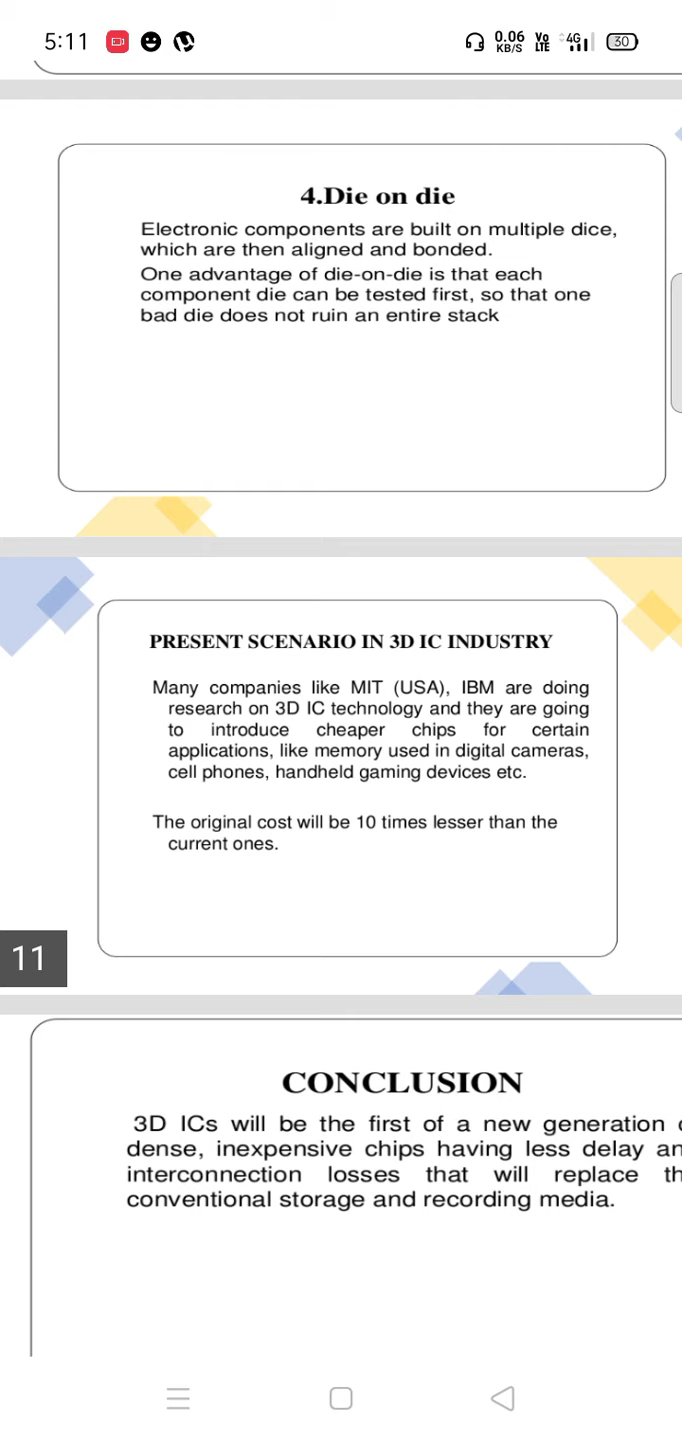 5:11
0.06 KB/S Vo LTE 4G 30
4.Die on die
Electronic components are built on multiple dice,
which are then aligned and bonded.
One advantage of die-on-die is that each
component die can be tested first, so that one
bad die does not ruin an entire stack
PRESENT SCENARIO IN 3D IC INDUSTRY
Many companies like MIT (USA), IBM are doing
research on 3D IC technology and they are going
to introduce cheaper chips for certain
applications, like memory used in digital cameras,
cell phones, handheld gaming devices etc.
The original cost will be 10 times lesser than the
current ones.
11
CONCLUSION
3D ICs will be the first of a new generation
dense, inexpensive chips having less delay an
interconnection losses that will replace th
conventional storage and recording media.